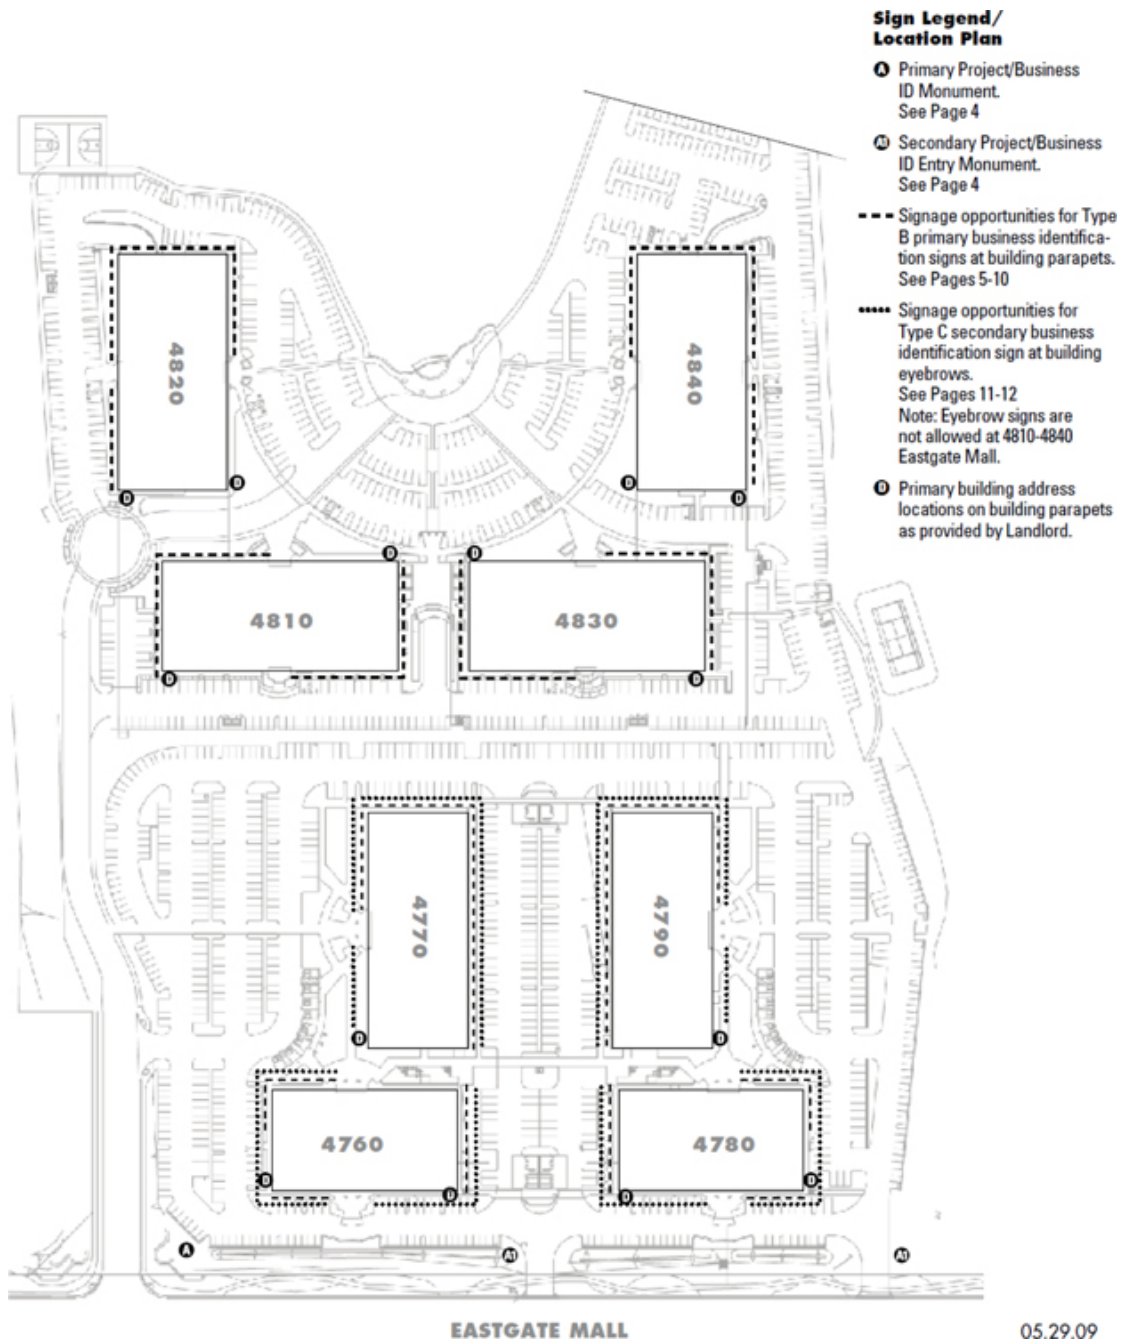 Sign Legend/
Location Plan
A Primary Project/Business
ID Monument.
See Page 4
A1 Secondary Project/Business
ID Entry Monument.
See Page 4
Signage opportunities for Type
B primary business identifica-
tion signs at building parapets.
See Pages 5-10
Signage opportunities for
Type C secondary business
identification sign at building
eyebrows.
See Pages 11-12
Note: Eyebrow signs are
not allowed at 4810-4840
Eastgate Mall.
D Primary building address
locations on building parapets
as provided by Landlord.
4820
4840
D
D
D
D
D
D
4810
4830
D
D
4770
4790
D
D
4760
4780
D
D
D
D
A
A1
A1
EASTGATE MALL
05.29.09